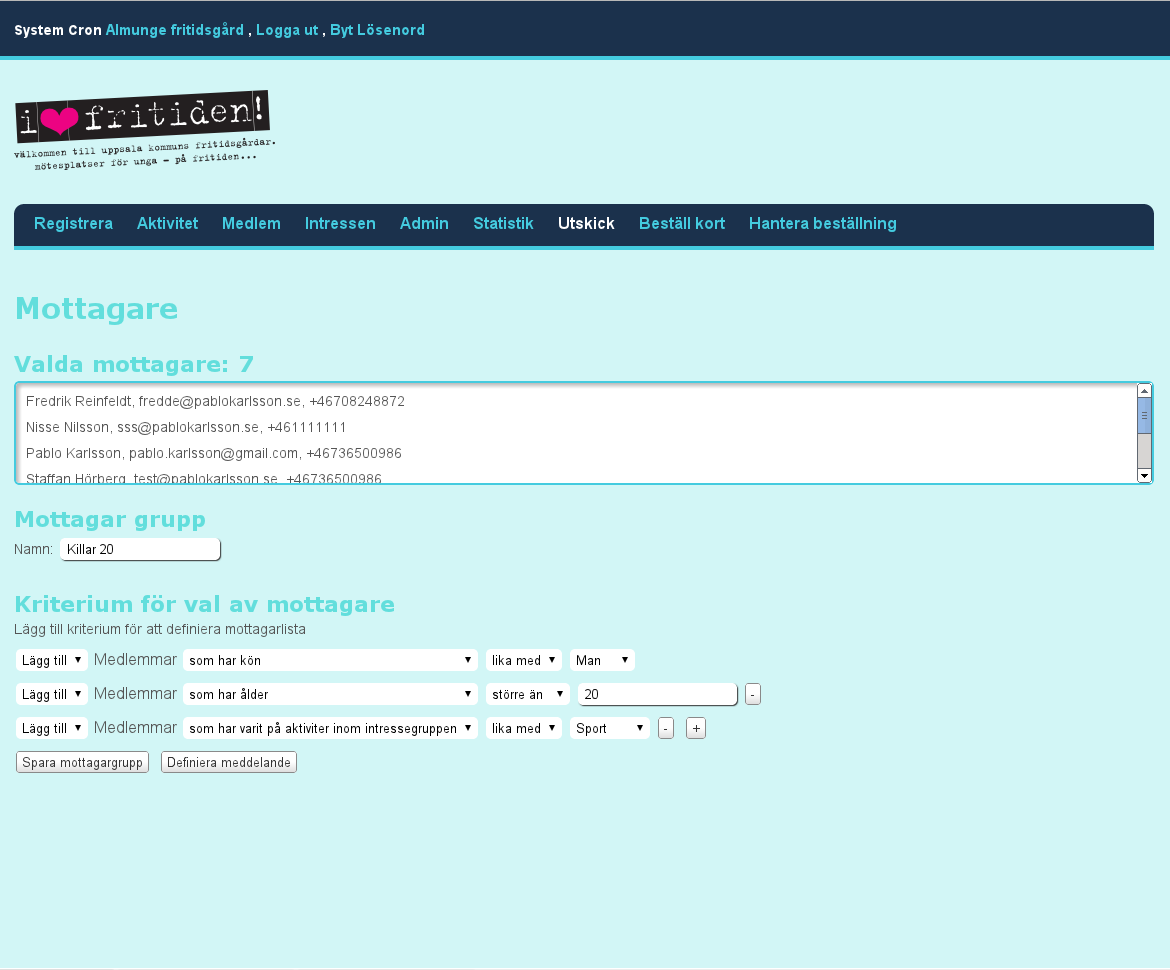 System Cron Almunge fritidsgård , Logga ut , Byt Lösenord
i fritiden!
välkommen till uppsala kommuns fritidsgårdar.
mötesplatser för unga - på fritiden...
Registrera Aktivitet Medlem Intressen Admin Statistik Utskick Beställ kort Hantera beställning
Mottagare
Valda mottagare: 7
Fredrik Reinfeldt, fredde@pablokarlsson.se, +46708248872
Nisse Nilsson, sss@pablokarlsson.se, +461111111
Pablo Karlsson, pablo.karlsson@gmail.com, +46736500986
Staffan Hörberg, test@pablokarlsson.se, +46736500986
Mottagar grupp
Namn: Killar 20
Kriterium för val av mottagare
Lägg till kriterium för att definiera mottagarlista
Lägg till Medlemmar som har kön lika med Man
Lägg till Medlemmar som har ålder större än 20 -
Lägg till Medlemmar som har varit på aktiviter inom intressegruppen lika med Sport - +
Spara mottagargrupp Definiera meddelande